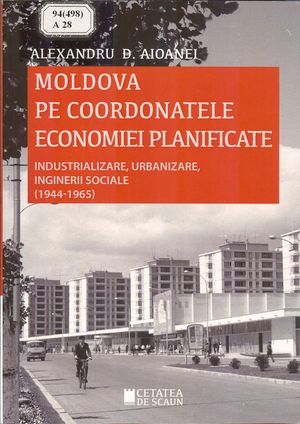 94(498)
A 28
ALEXANDRU D. AIOANEI
MOLDOVA
PE COORDONATELE
ECONOMIEI PLANIFICATE
INDUSTRIALIZARE, URBANIZARE,
INGINERII SOCIALE
(1944-1965)
CETATEA
DE SCAUN